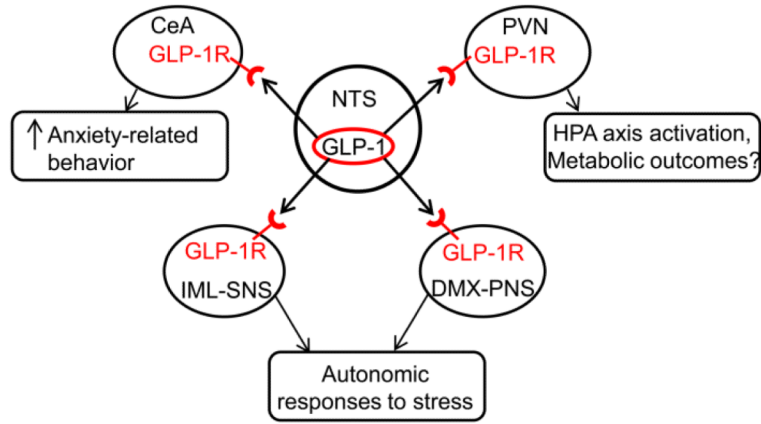 CeA
GLP-1R
PVN
GLP-1R
NTS
GLP-1
↑ Anxiety-related
behavior
HPA axis activation,
Metabolic outcomes?
GLP-1R
IML-SNS
GLP-1R
DMX-PNS
Autonomic
responses to stress